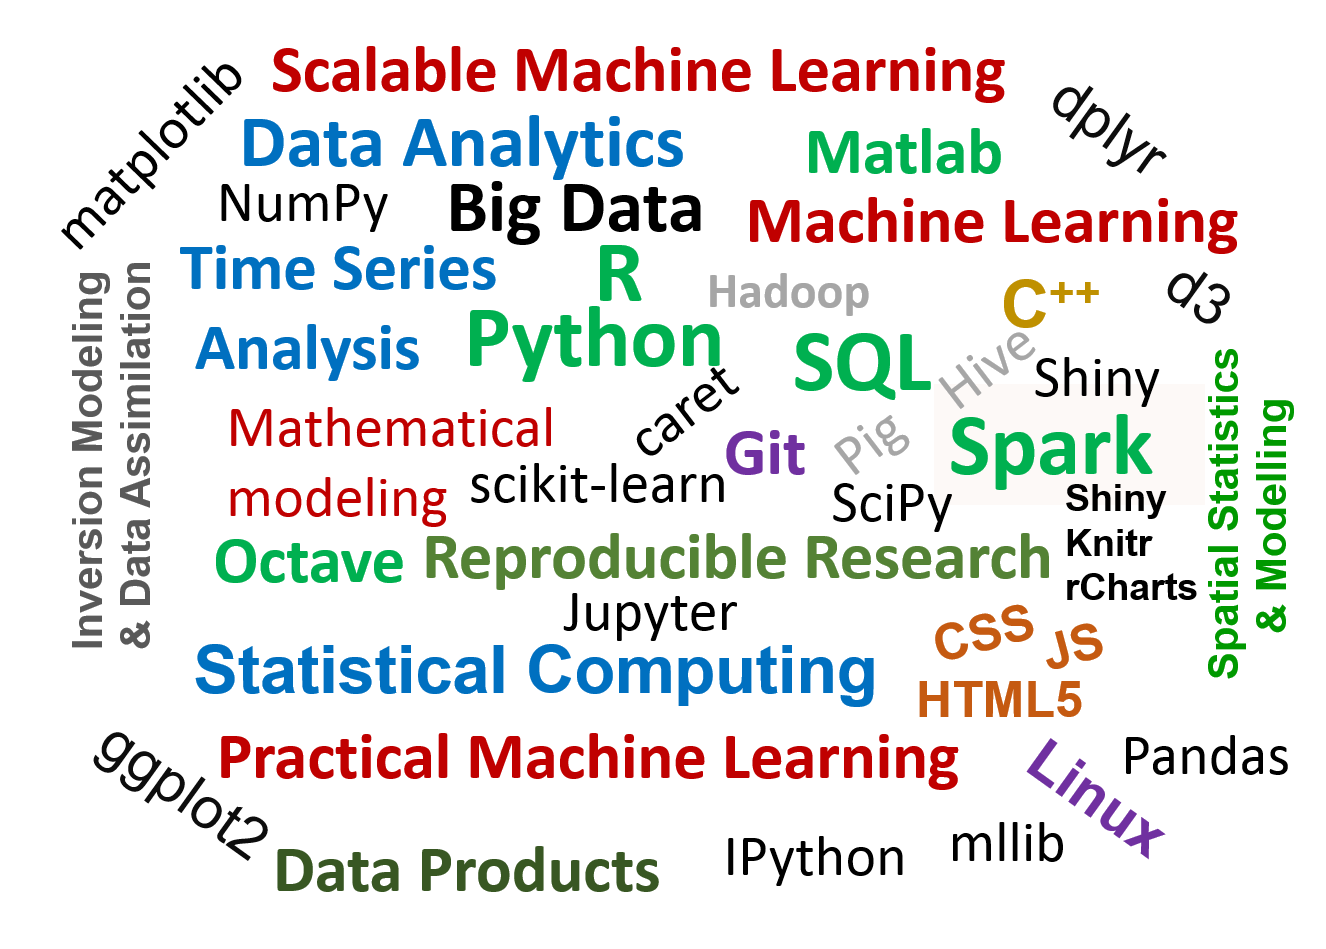 Scalable Machine Learning
matplotlib
dplyr
Data Analytics
Matlab
NumPy
Big Data
Machine Learning
Time Series
R
Hadoop
C++
d3
Analysis
Python
SQL
Hive
Shiny
Inversion Modeling
& Data Assimilation
Mathematical
caret
Git
Pig
Spark
Spatial Statistics
& Modelling
modeling
scikit-learn
SciPy
Shiny
Knitr
rCharts
Octave
Reproducible Research
Jupyter
CSS
JS
Statistical Computing
HTML5
ggplot2
Practical Machine Learning
Linux
Pandas
Data Products
IPython
mllib